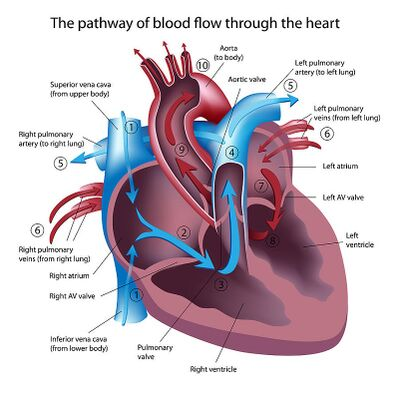 The pathway of blood flow through the heart
Aorta
(to body)
10
Aortic valve
Left pulmonary
artery (to left lung)
Superior vena cava
(from upper body)
5
Left pulmonary
veins (from left lung)
1
Right pulmonary
artery (to right lung)
4
6
9
5
Left atrium
7
Left AV valve
6
2
8
Left
ventricle
Right pulmonary
veins (from right lung)
Right atrium
3
Right AV valve
1
Inferior vena cava
(from lower body)
Pulmonary
valve
Right ventricle